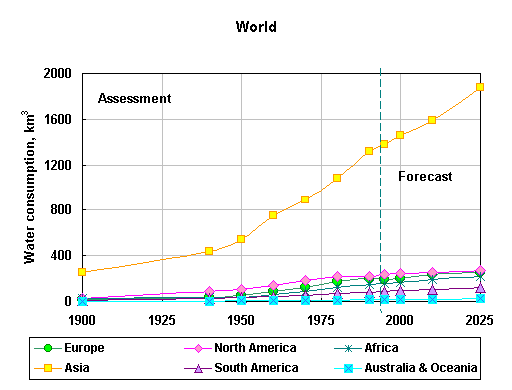 World
Water consumption, km³
2000
1600
1200
800
400
0
Assessment
Forecast
1900 1925 1950 1975 2000 2025
Europe North America Africa
Asia South America Australia & Oceania